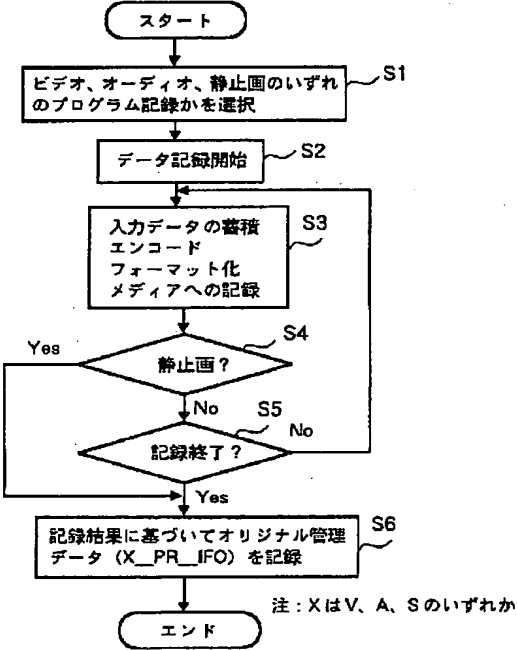 スタート
ビデオ、オーディオ、静止画のいずれ
のプログラム記録かを選択
S1
データ記録開始
S2
入力データの蓄積
エンコード
フォーマット化
メディアへの記録
S3
静止画？
S4
Yes
No
記録終了？
S5
No
Yes
記録結果に基づいてオリジナル管理
データ（X__PR__IFO）を記録
S6
注：XはV、A、Sのいずれか
エンド